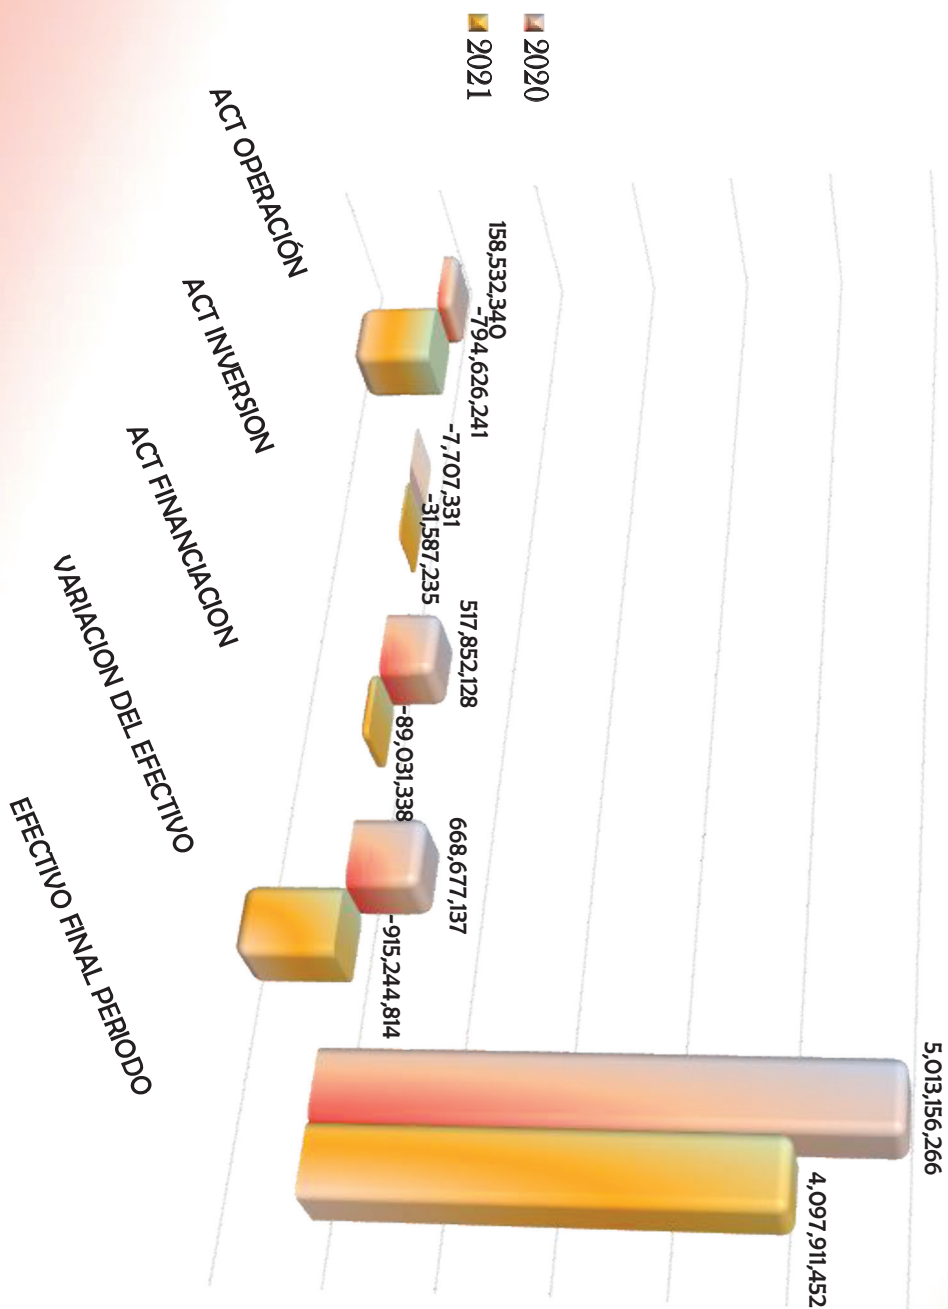 2020
2021
158,532,340
-794,626,241
-7,707,331
-31,587,235
517,852,128
-89,031,338
668,677,137
-915,244,814
5,013,156,266
4,097,911,452
ACT OPERACIÓN
ACT INVERSION
ACT FINANCIACION
VARIACION DEL EFECTIVO
EFECTIVO FINAL PERIODO